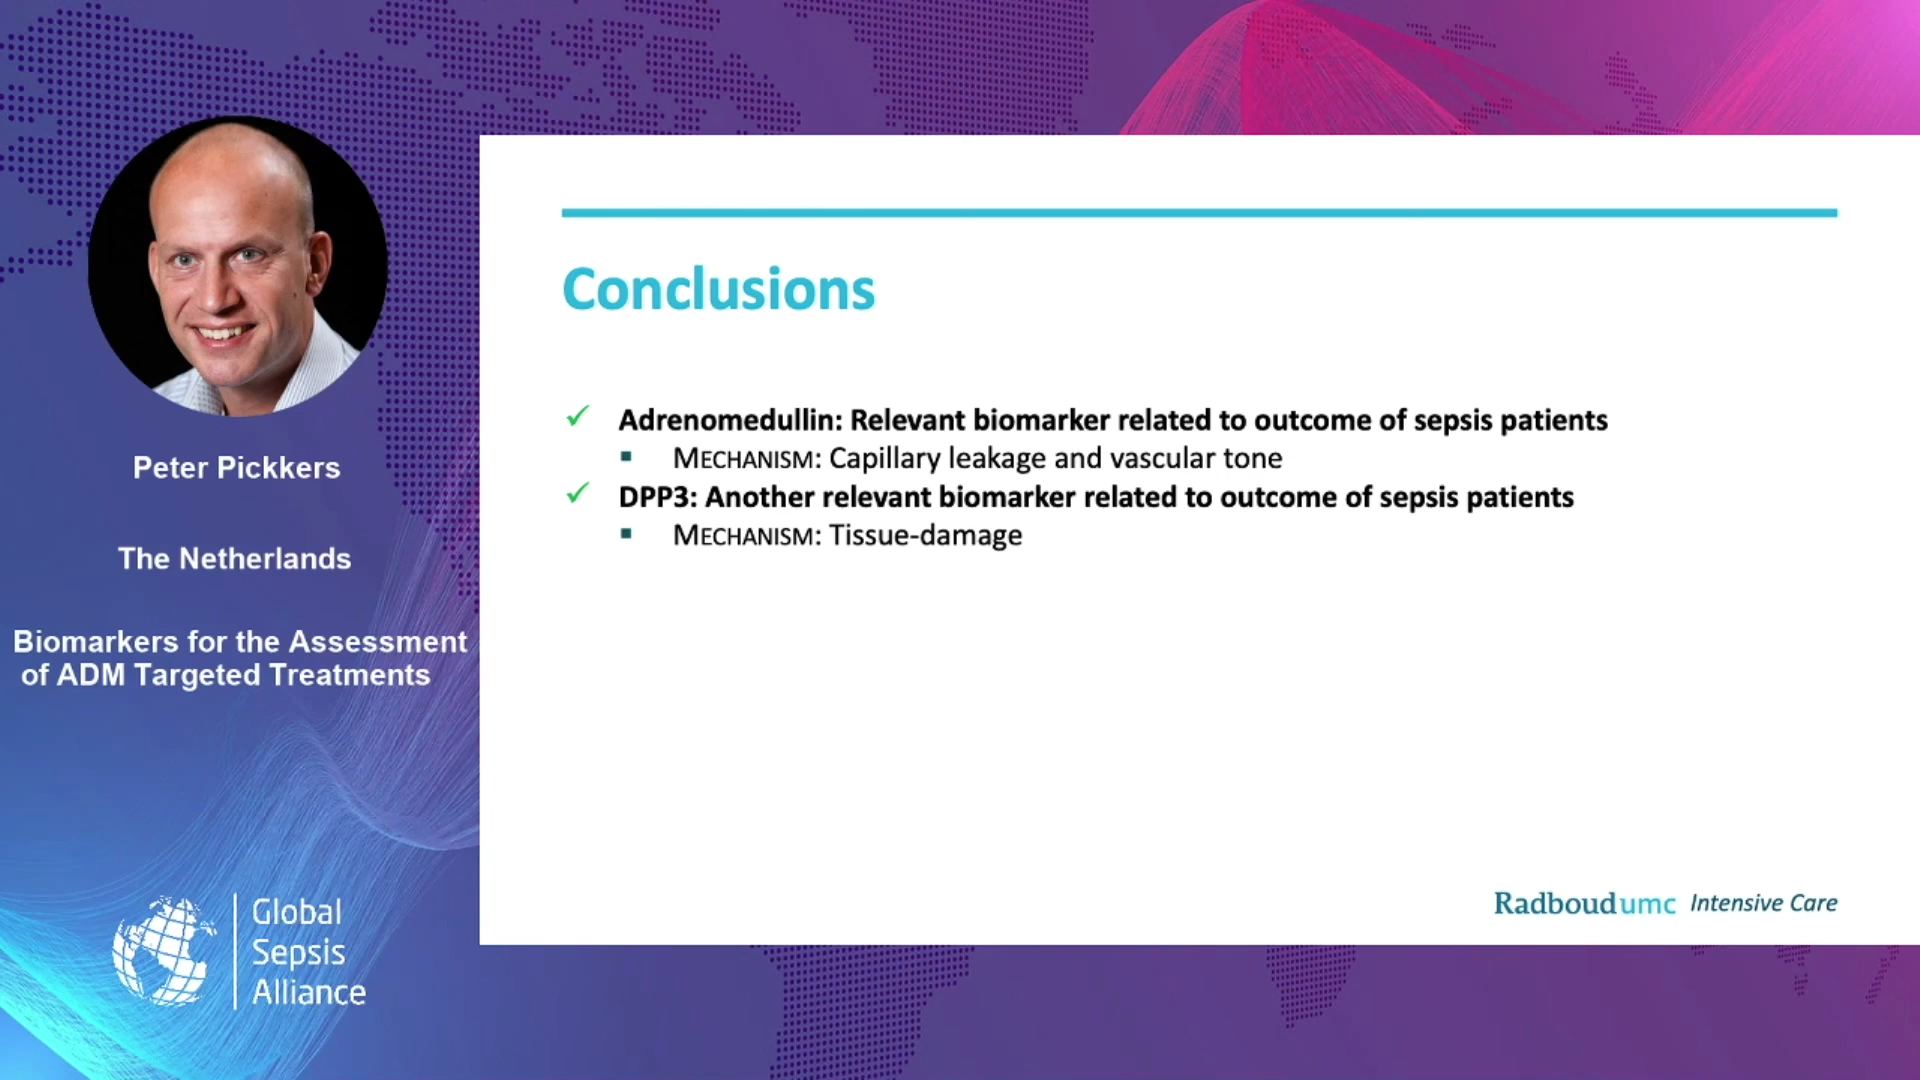 Peter Pickkers
The Netherlands
Biomarkers for the Assessment
of ADM Targeted Treatments
Global
Sepsis
Alliance
Conclusions
✓ Adrenomedullin: Relevant biomarker related to outcome of sepsis patients
▪ MECHANISM: Capillary leakage and vascular tone
✓ DPP3: Another relevant biomarker related to outcome of sepsis patients
▪ MECHANISM: Tissue-damage
Radboudumc Intensive Care